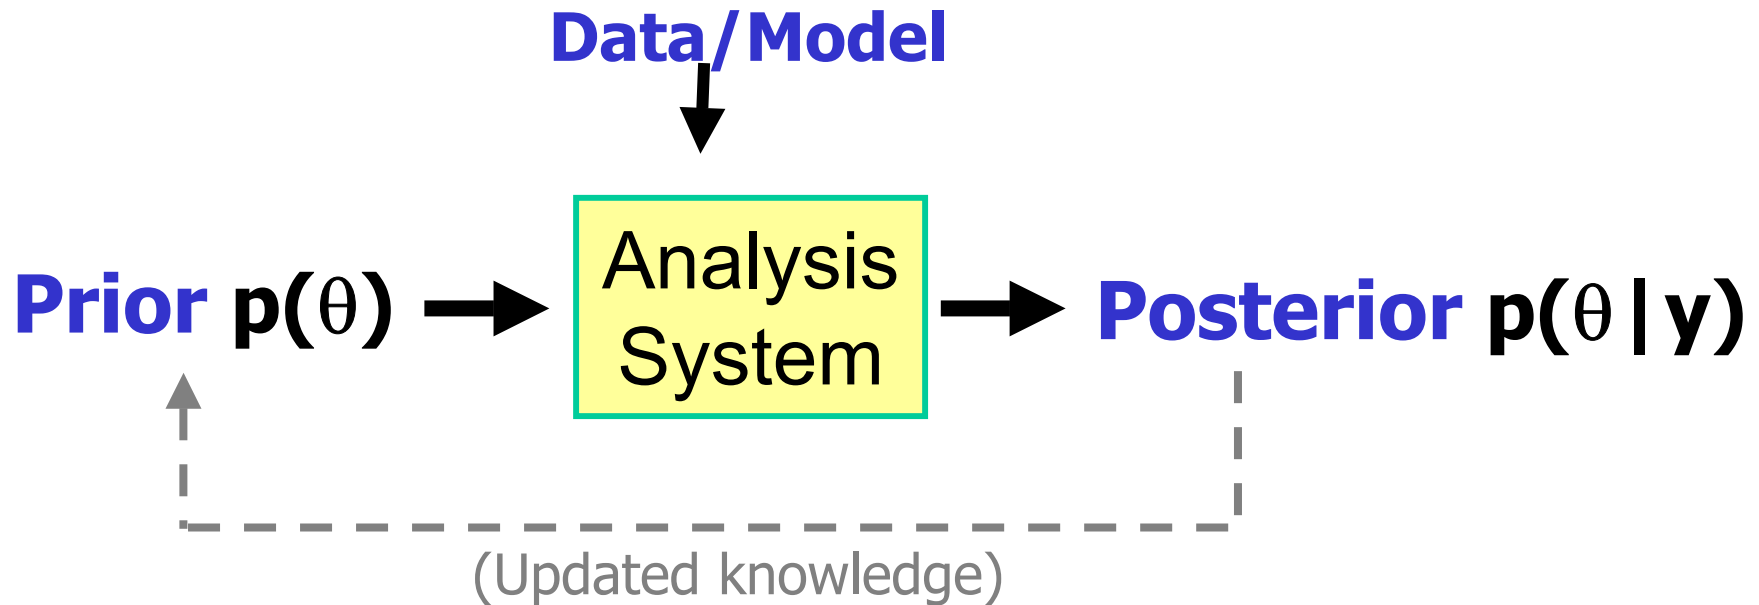 Data/Model
Prior p(θ)
Analysis
System
Posterior p(θ|y)
(Updated knowledge)